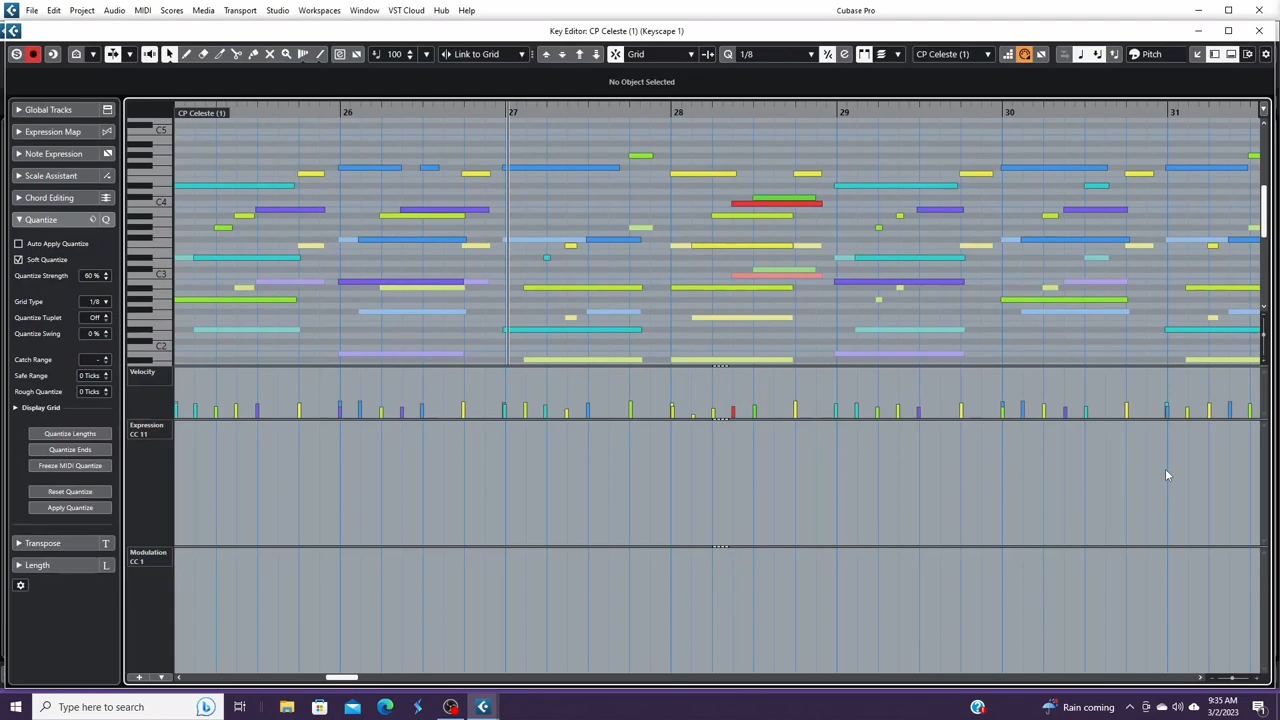 File Edit Project Audio MIDI Scores Media Transport Studio Workspaces Window VST Cloud Hub Help Cubase Pro
Key Editor: CP Celeste (1) (Keyscape 1)
100 Link to Grid Grid 1/8 CP Celeste (1) Pitch
No Object Selected
Global Tracks
Expression Map
Note Expression
Scale Assistant
Chord Editing
Quantize Q
Auto Apply Quantize
Soft Quantize
Quantize Strength 60 %
Grid Type 1/8
Quantize Tuplet Off
Quantize Swing 0 %
Catch Range -
Safe Range 0 Ticks
Rough Quantize 0 Ticks
Display Grid
Quantize Lengths
Quantize Ends
Freeze MIDI Quantize
Reset Quantize
Apply Quantize
Transpose T
Length L
CP Celeste (1) 26 27 28 29 30 31
C5
C4
C3
C2
Velocity
Expression
CC 11
Modulation
CC 1
Type here to search
Rain coming
9:35 AM
3/2/2023
1